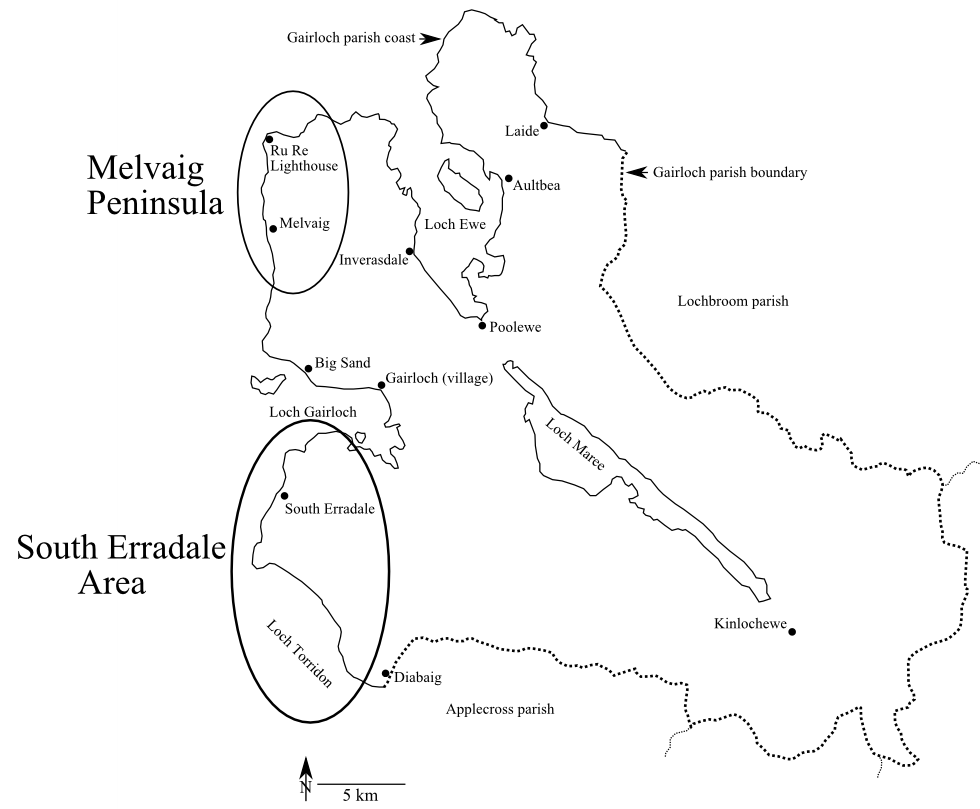 Gairloch parish coast
Laide
Ru Re
Lighthouse
Melvaig
Peninsula
Gairloch parish boundary
Aultbea
Melvaig
Loch Ewe
Inverasdale
Lochbroom parish
Poolewe
Big Sand
Gairloch (village)
Loch Gairloch
Loch Maree
South Erradale
South Erradale
Area
Kinlochewe
Loch Torridon
Diabaig
Applecross parish
N
5 km